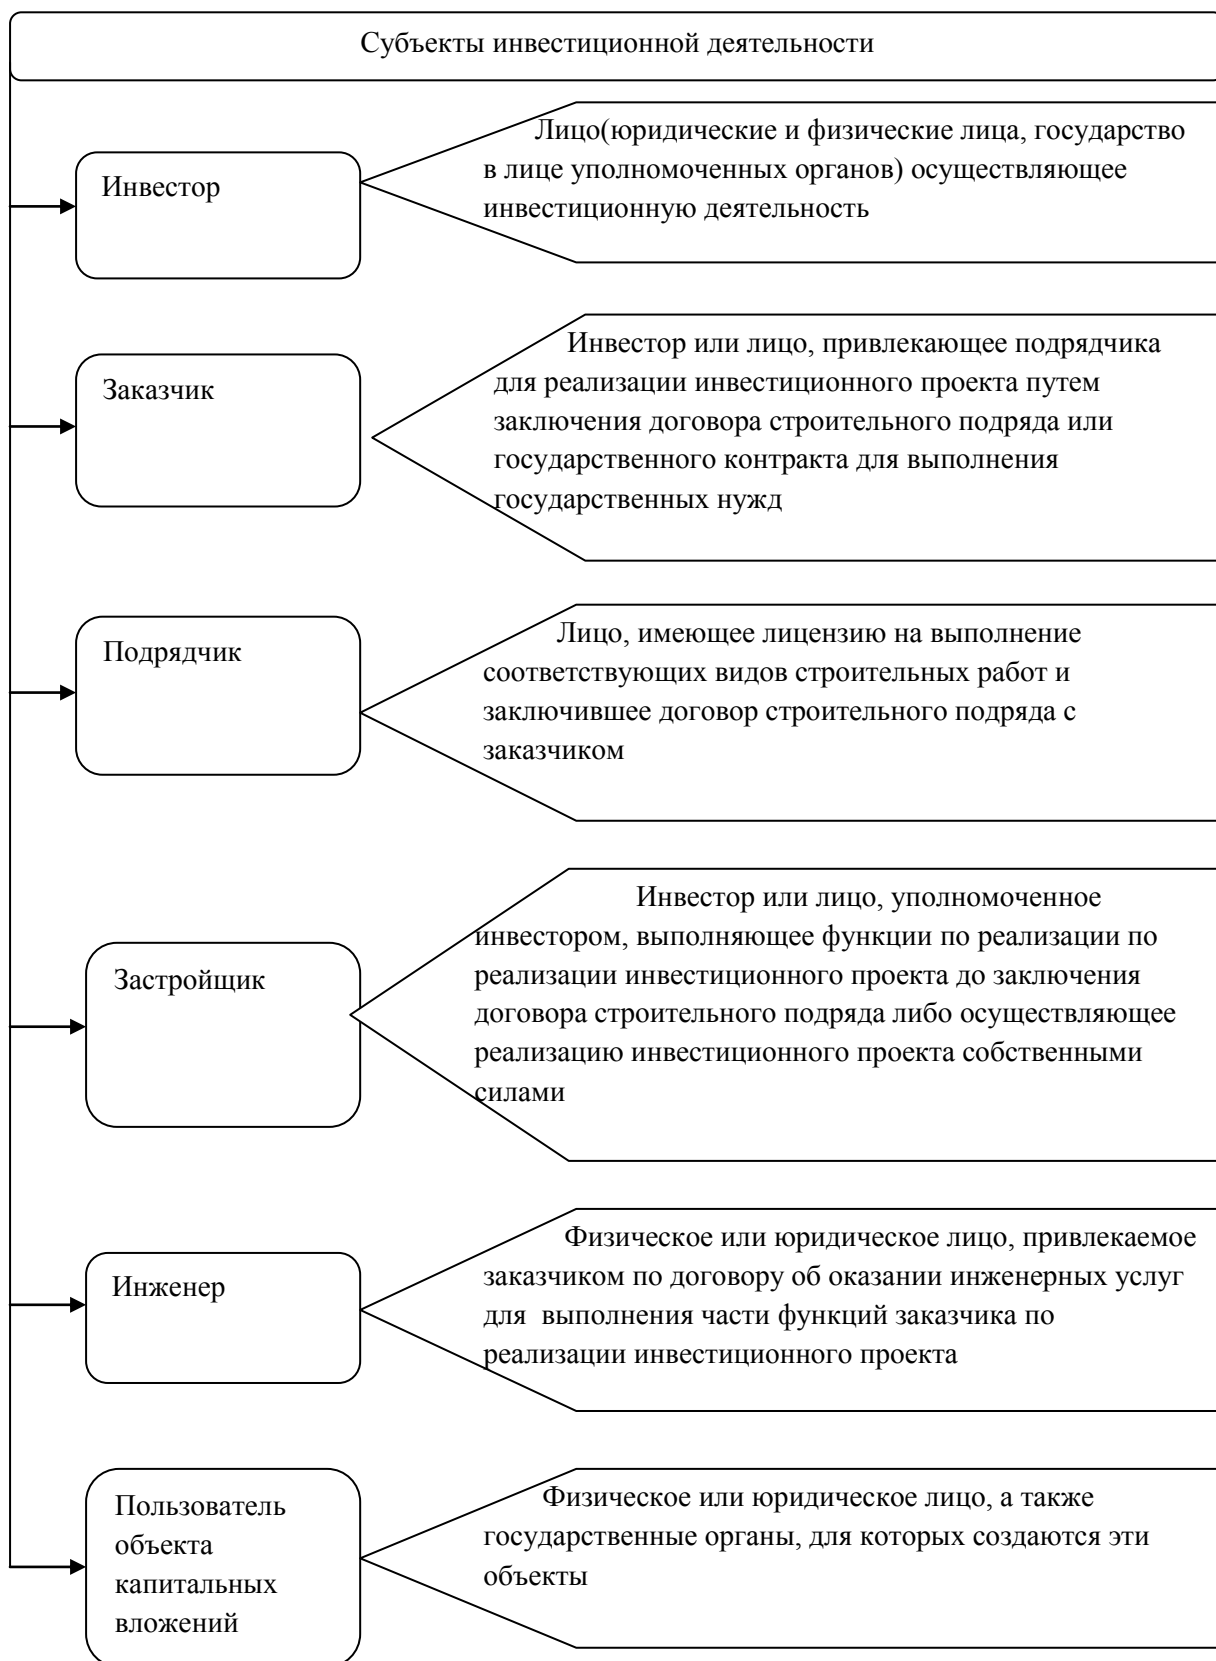 Субъекты инвестиционной деятельности
Инвестор
Лицо(юридические и физические лица, государство
в лице уполномоченных органов) осуществляющее
инвестиционную деятельность
Заказчик
Инвестор или лицо, привлекающее подрядчика
для реализации инвестиционного проекта путем
заключения договора строительного подряда или
государственного контракта для выполнения
государственных нужд
Подрядчик
Лицо, имеющее лицензию на выполнение
соответствующих видов строительных работ и
заключившее договор строительного подряда с
заказчиком
Застройщик
Инвестор или лицо, уполномоченное
инвестором, выполняющее функции по реализации по
реализации инвестиционного проекта до заключения
договора строительного подряда либо осуществляющее
реализацию инвестиционного проекта собственными
силами
Инженер
Физическое или юридическое лицо, привлекаемое
заказчиком по договору об оказании инженерных услуг
для выполнения части функций заказчика по
реализации инвестиционного проекта
Пользователь
объекта
капитальных
вложений
Физическое или юридическое лицо, а также
государственные органы, для которых создаются эти
объекты